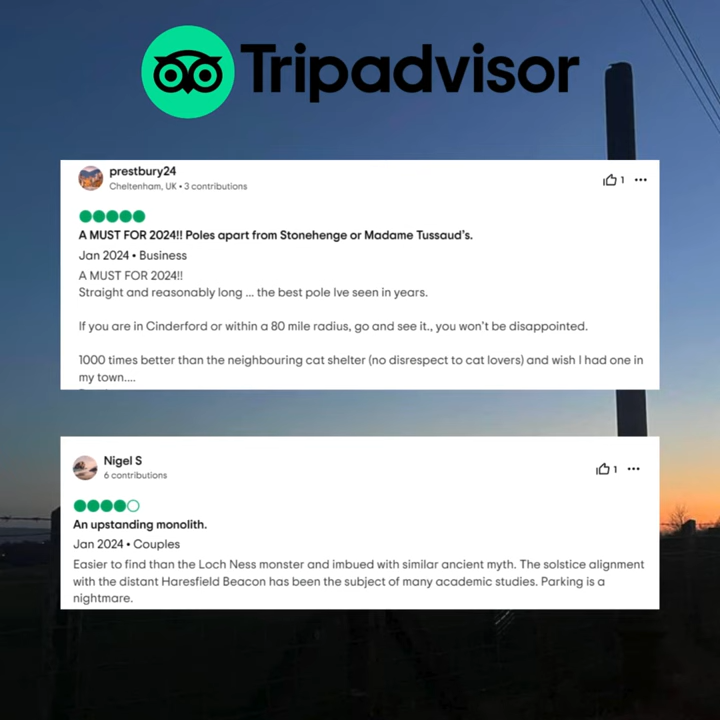 Tripadvisor
prestbury24
Cheltenham, UK • 3 contributions
1
A MUST FOR 2024!! Poles apart from Stonehenge or Madame Tussaud's.
Jan 2024 • Business
A MUST FOR 2024!!
Straight and reasonably long ... the best pole Ive seen in years.
If you are in Cinderford or within a 80 mile radius, go and see it., you won't be disappointed.
1000 times better than the neighbouring cat shelter (no disrespect to cat lovers) and wish I had one in
my town....
Nigel S
6 contributions
1
An upstanding monolith.
Jan 2024 • Couples
Easier to find than the Loch Ness monster and imbued with similar ancient myth. The solstice alignment
with the distant Haresfield Beacon has been the subject of many academic studies. Parking is a
nightmare.